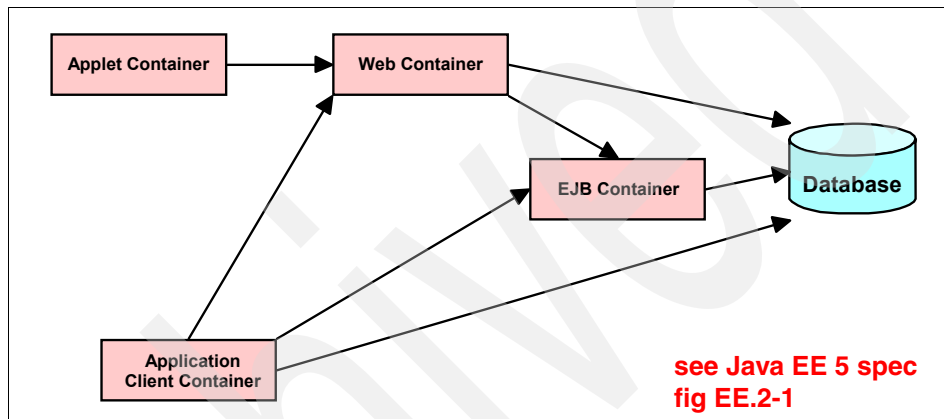 Applet Container
Web Container
EJB Container
Database
Application
Client Container
see Java EE 5 spec
fig EE.2-1